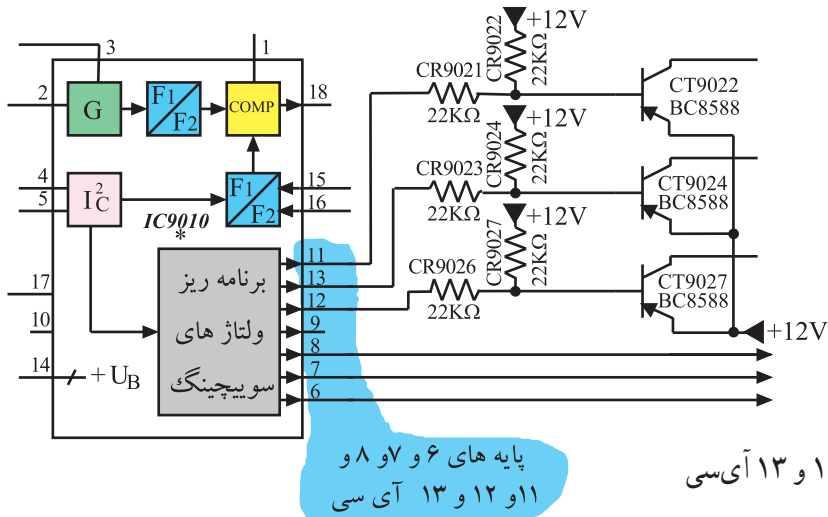 3
1
+12V
CR9022
22KΩ
CR9021
22KΩ
CT9022
BC8588
2
G
F1
F2
COMP
18
+12V
CR9024
22KΩ
CR9023
22KΩ
CT9024
BC8588
4
5
I²C
F1
F2
15
16
IC9010
*
+12V
CR9027
22KΩ
CR9026
22KΩ
CT9027
BC8588
+12V
17
10
14
+UB
برنامه ریز
ولتاژ های
سوییچینگ
11
13
12
9
8
7
6
پایه های ۶ و ۷و ۸ و
۱۱و ۱۲ و ۱۳ آی سی
۱ و ۱۳ آی‌سی